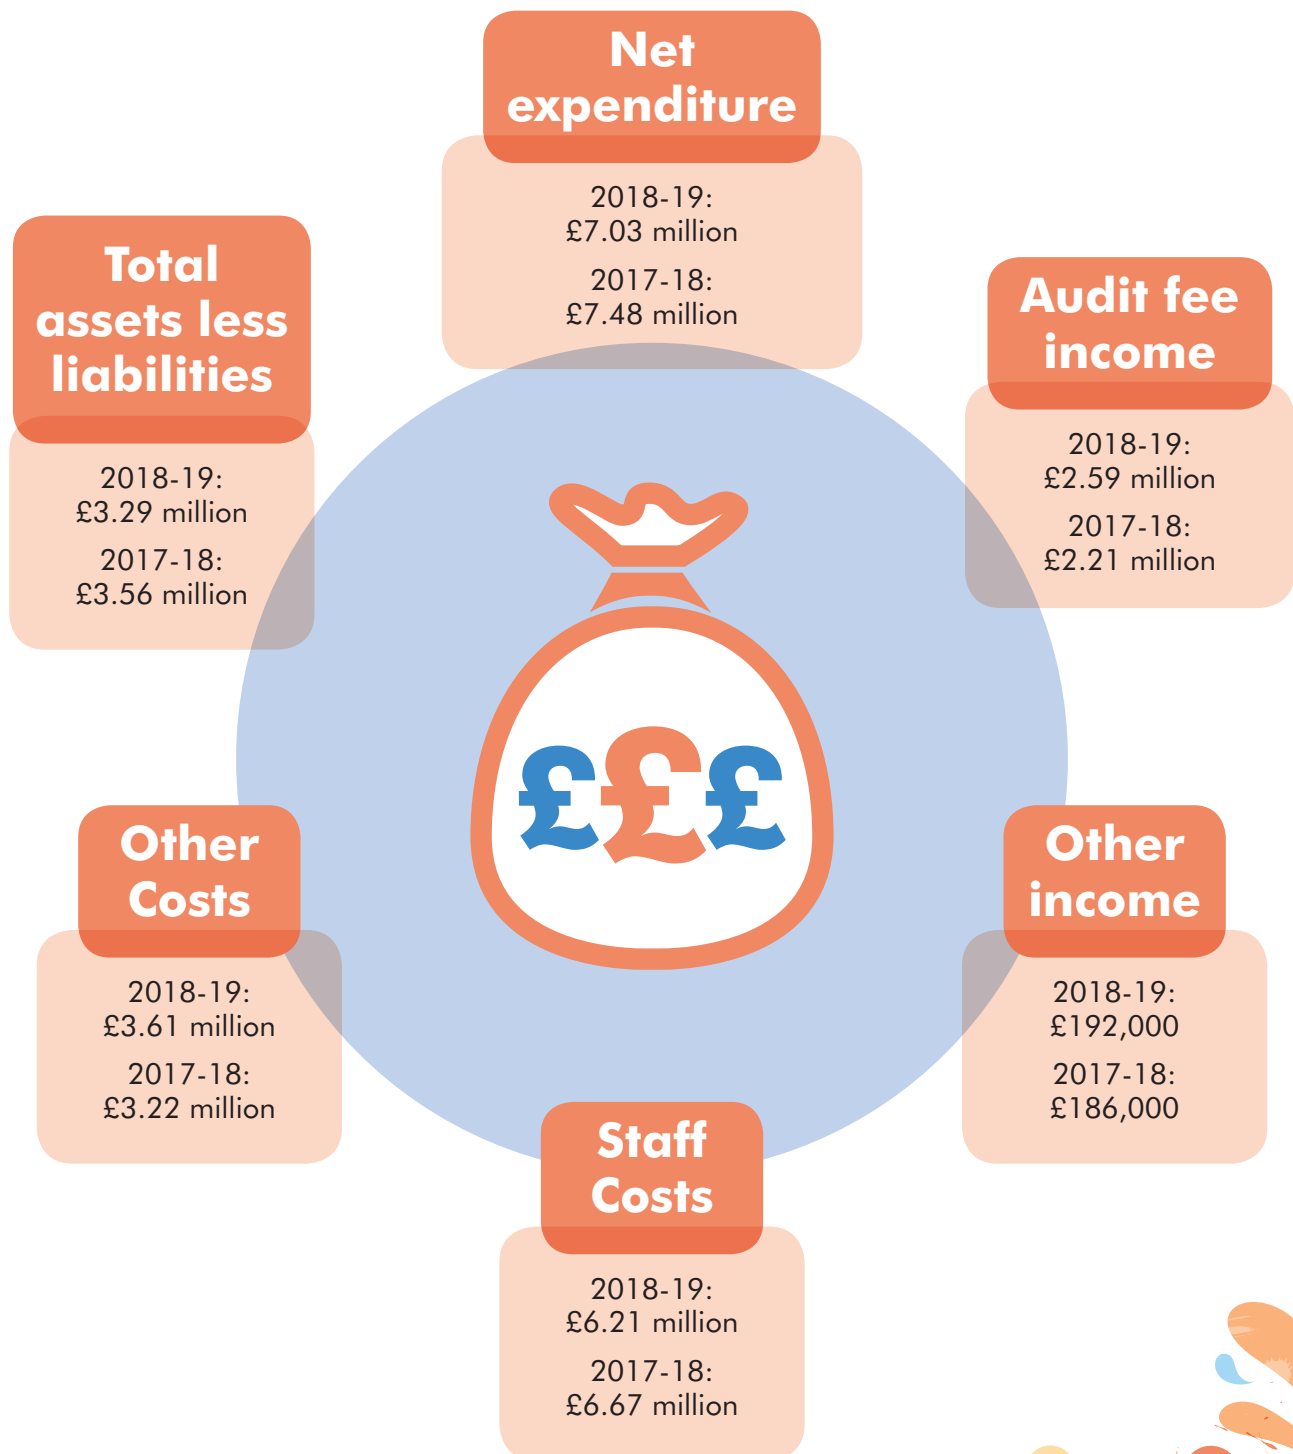 Net
expenditure
2018-19:
£7.03 million
2017-18:
£7.48 million
Total
assets less
liabilities
2018-19:
£3.29 million
2017-18:
£3.56 million
Audit fee
income
2018-19:
£2.59 million
2017-18:
£2.21 million
£££
Other
Costs
2018-19:
£3.61 million
2017-18:
£3.22 million
Other
income
2018-19:
£192,000
2017-18:
£186,000
Staff
Costs
2018-19:
£6.21 million
2017-18:
£6.67 million